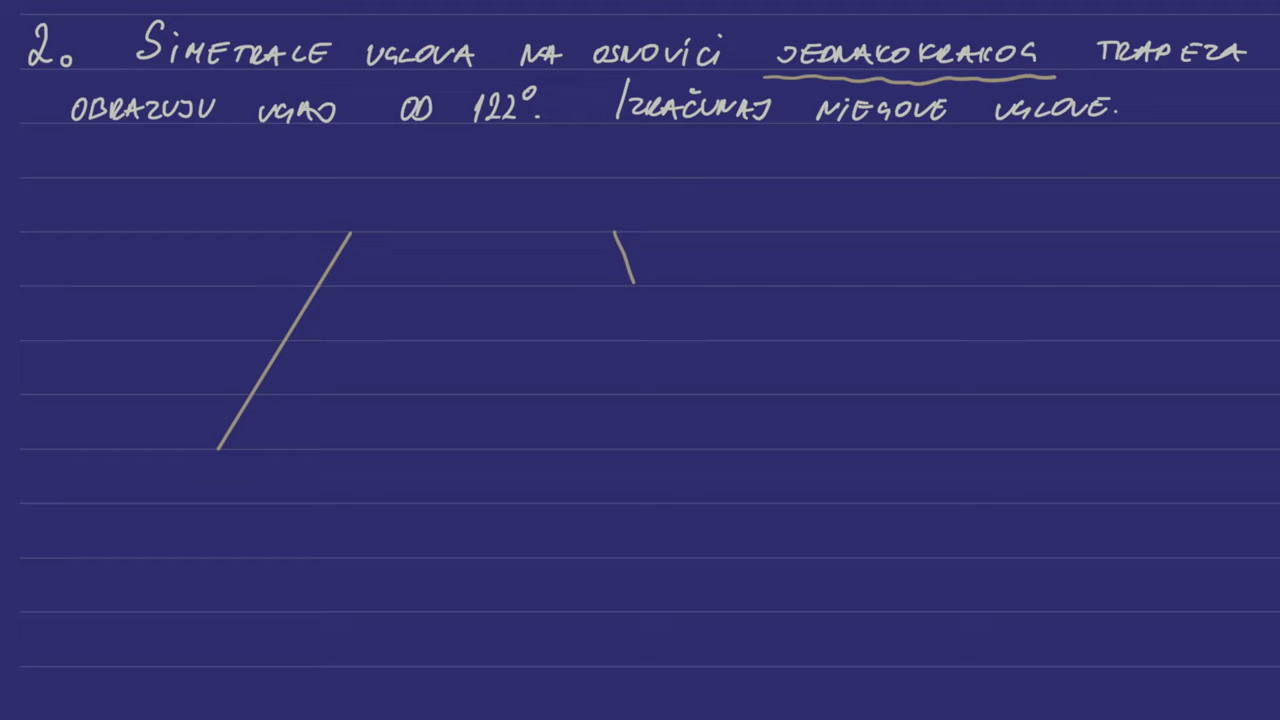 2. SiMETRALE UGLOVA NA OSNOViCi JEDNAKOKRAKOG TRAPEZA
OBRAZUJU UGAO OD 122°. IZRAČUNAJ NJEGOVE UGLOVE.